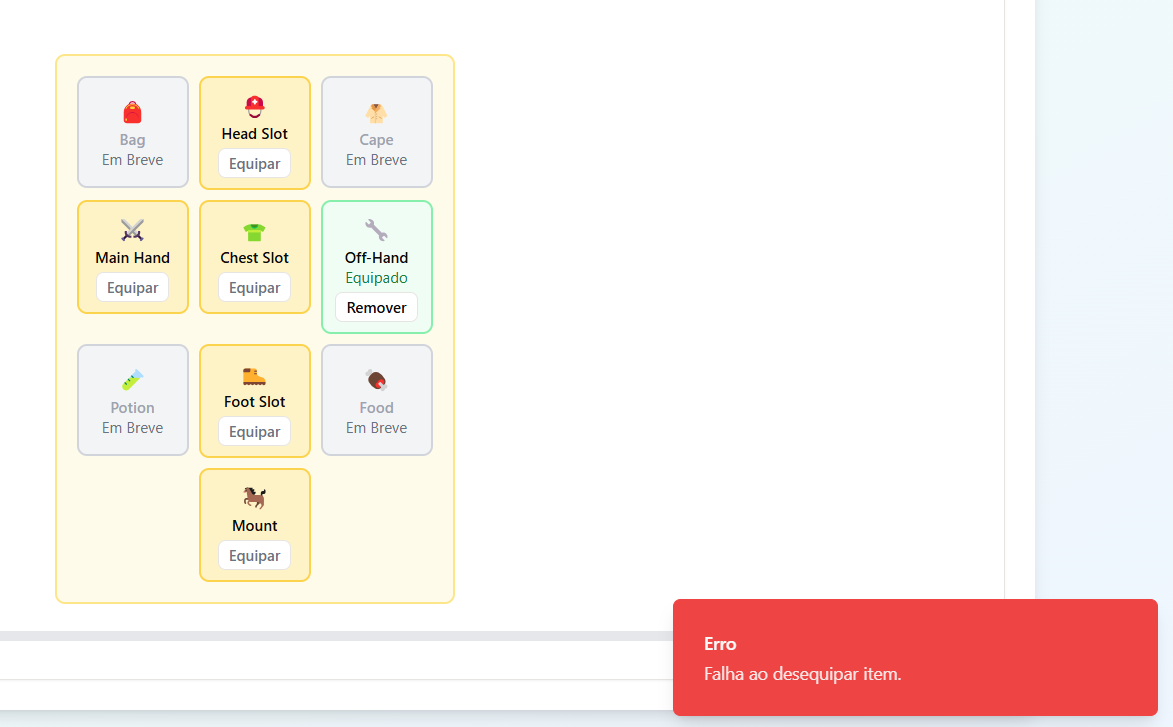 Bag
Em Breve
Head Slot
Equipar
Cape
Em Breve
Main Hand
Equipar
Chest Slot
Equipar
Off-Hand
Equipado
Remover
Potion
Em Breve
Foot Slot
Equipar
Food
Em Breve
Mount
Equipar
Erro
Falha ao desequipar item.